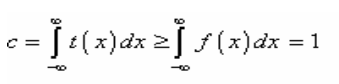 c = ∫_{-∞}^{∞} t(x)dx ≥ ∫_{-∞}^{∞} f(x)dx = 1